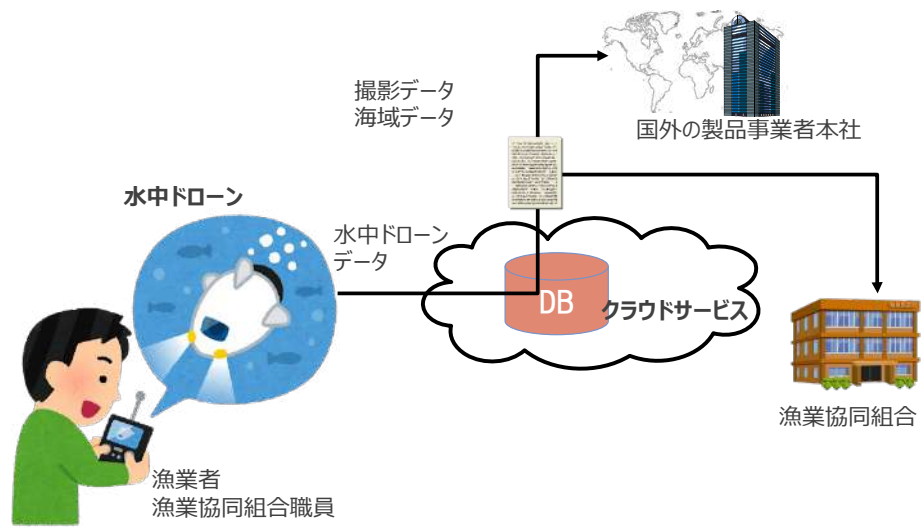 撮影データ
海域データ
国外の製品事業者本社
水中ドローン
水中ドローン
データ
DB
クラウドサービス
漁業協同組合
漁業者
漁業協同組合職員